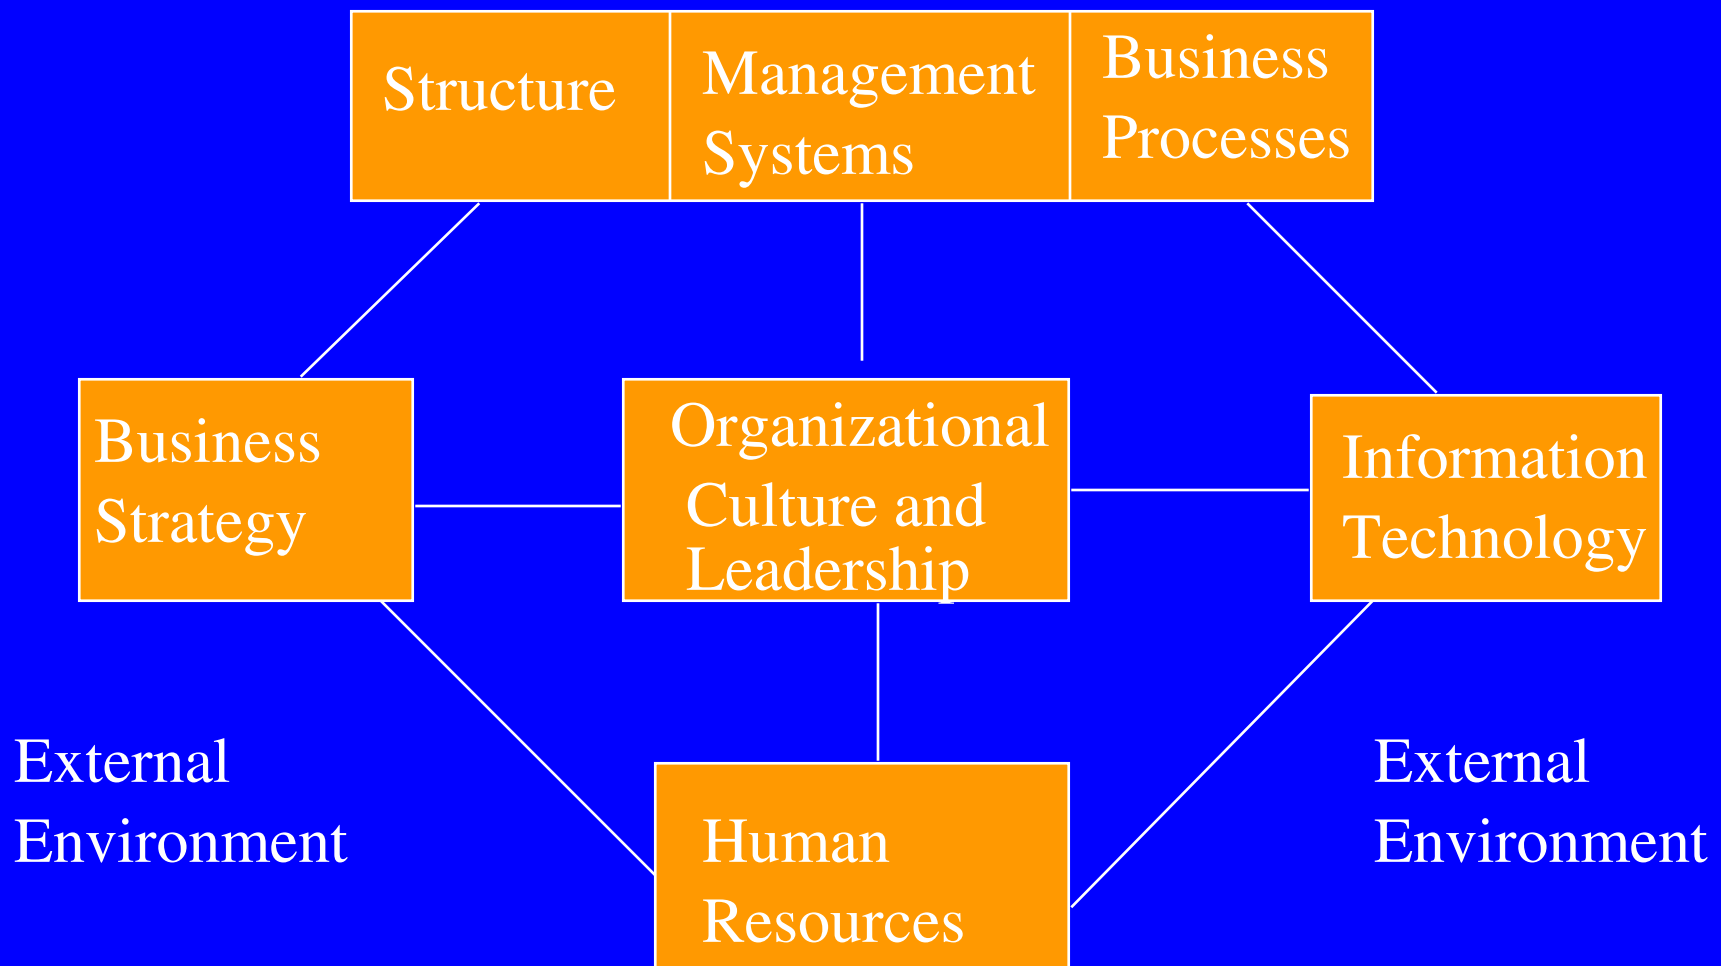 Structure
Management
Systems
Business
Processes
Business
Strategy
Organizational
Culture and
Leadership
Information
Technology
External
Environment
Human
Resources
External
Environment